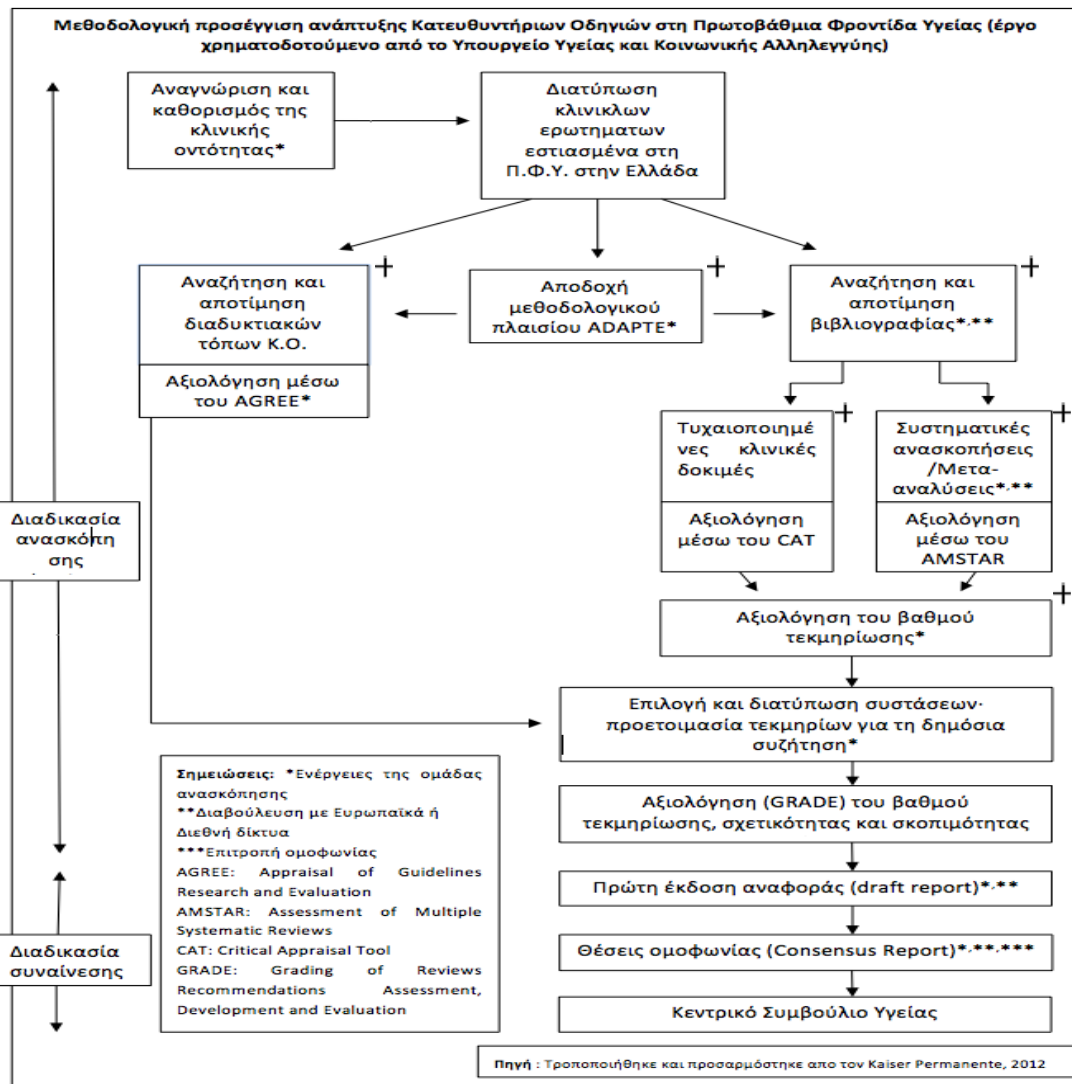 Μεθοδολογική προσέγγιση ανάπτυξης Κατευθυντήριων Οδηγιών στη Πρωτοβάθμια Φροντίδα Υγείας (έργο
χρηματοδοτούμενο από το Υπουργείο Υγείας και Κοινωνικής Αλληλεγγύης)
Αναγνώριση και
καθορισμός της
κλινικής
οντότητας*
Διατύπωση
κλινικλων
ερωτηματων
εστιασμένα στη
Π.Φ.Υ. στην Ελλάδα
Αναζήτηση και
αποτίμηση
διαδυκτιακών
τόπων Κ.Ο.
Αξιολόγηση μέσω
του AGREE*
Αποδοχή
μεθοδολογικού
πλαισίου ADAPTE*
Αναζήτηση και
αποτίμηση
βιβλιογραφίας*,**
Τυχαιοποιημέ
νες κλινικές
δοκιμές
Αξιολόγηση
μέσω του CAT
Συστηματικές
ανασκοπήσεις
/Μετα-
αναλύσεις*,**
Αξιολόγηση
μέσω του
AMSTAR
Διαδικασία
ανασκόπη
σης
Αξιολόγηση του βαθμού
τεκμηρίωσης*
Επιλογή και διατύπωση συστάσεων·
προετοιμασία τεκμηρίων για τη δημόσια
συζήτηση*
Αξιολόγηση (GRADE) του βαθμού
τεκμηρίωσης, σχετικότητας και σκοπιμότητας
Πρώτη έκδοση αναφοράς (draft report)*,**
Θέσεις ομοφωνίας (Consensus Report)*,**,***
Κεντρικό Συμβούλιο Υγείας
Διαδικασία
συναίνεσης
Σημειώσεις: *Ενέργειες της ομάδας
ανασκόπησης
**Διαβούλευση με Ευρωπαϊκά ή
Διεθνή δίκτυα
***Επιτροπή ομοφωνίας
AGREE: Appraisal of Guidelines
Research and Evaluation
AMSTAR: Assessment of Multiple
Systematic Reviews
CAT: Critical Appraisal Tool
GRADE: Grading of Reviews
Recommendations Assessment,
Development and Evaluation
Πηγή : Τροποποιήθηκε και προσαρμόστηκε απο τον Kaiser Permanente, 2012